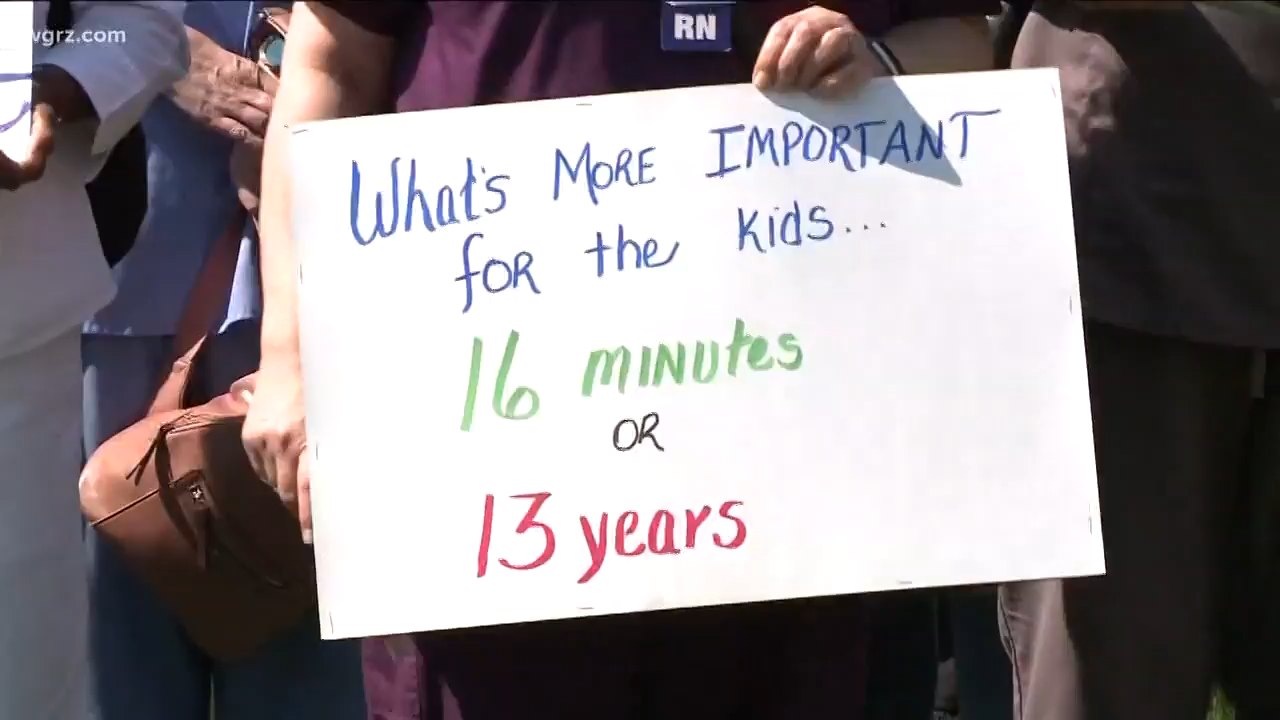 wgrz.com
RN
What's MORE IMPORTANT
fOR the Kids...
16 MINUtes
OR
13 years